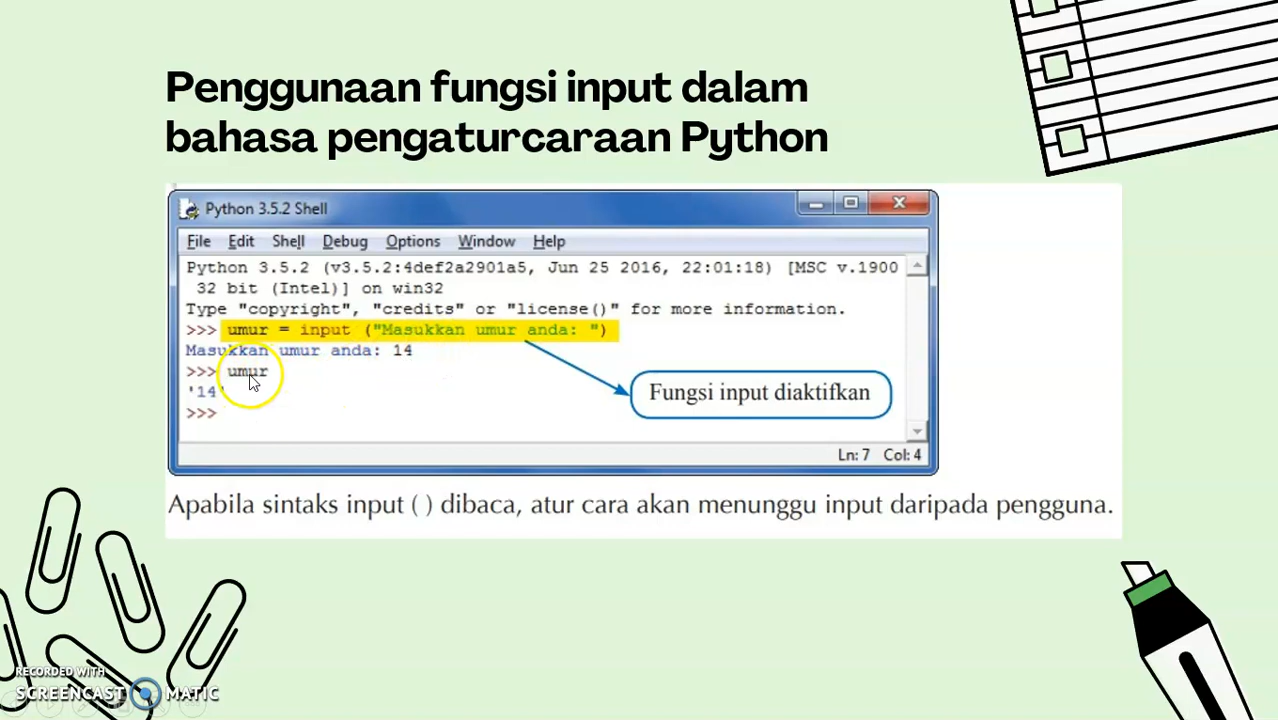 Penggunaan fungsi input dalam
bahasa pengaturcaraan Python
Python 3.5.2 Shell
File Edit Shell Debug Options Window Help
Python 3.5.2 (v3.5.2:4def2a2901a5, Jun 25 2016, 22:01:18) [MSC v.1900
32 bit (Intel)] on win32
Type "copyright", "credits" or "license()" for more information.
>>> umur = input ("Masukkan umur anda: ")
Masukkan umur anda: 14
>>> umur
'14'
>>>
Fungsi input diaktifkan
Ln: 7 Col: 4
Apabila sintaks input ( ) dibaca, atur cara akan menunggu input daripada pengguna.
RECORDED WITH
SCREENCAST MATIC